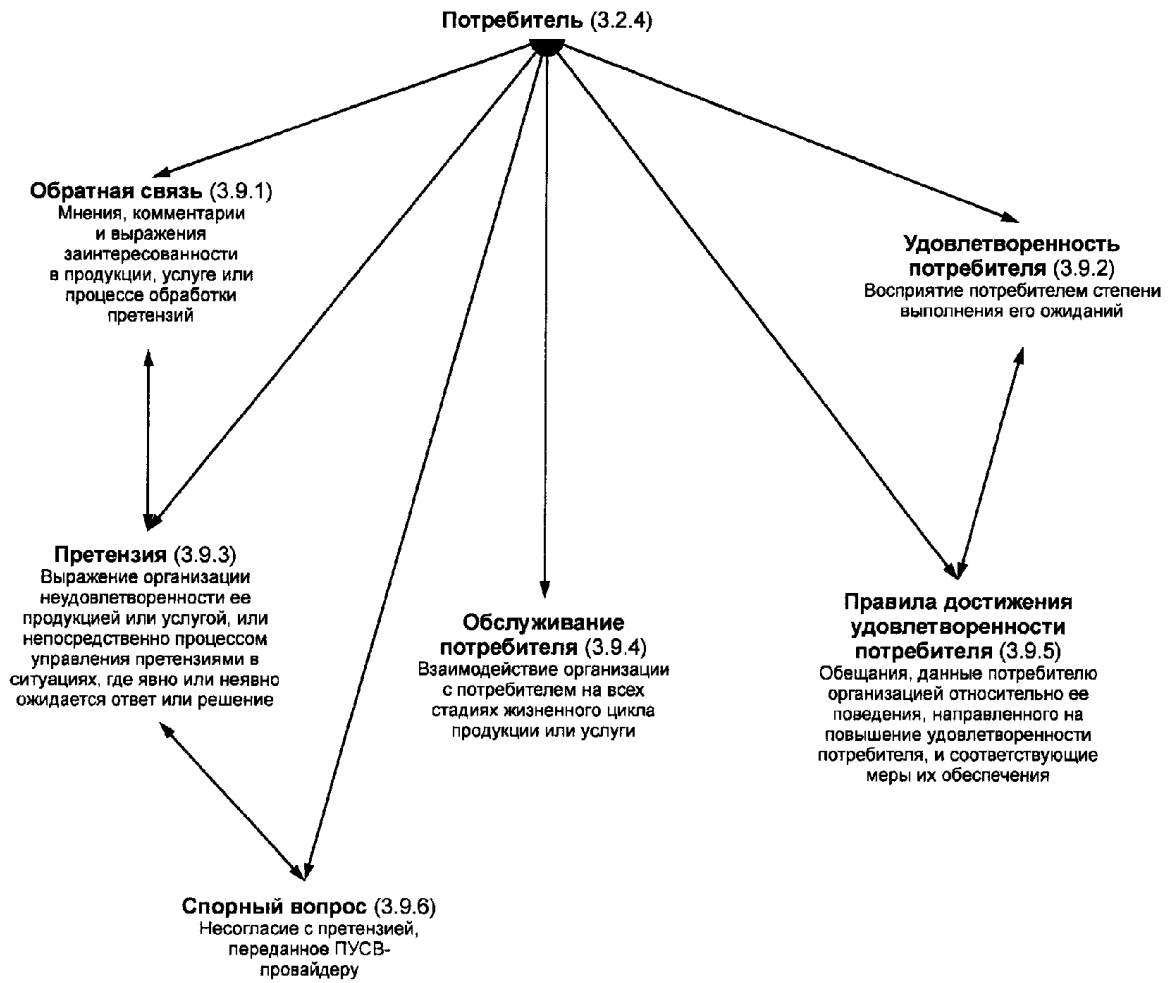 Потребитель (3.2.4)
Обратная связь (3.9.1)
Мнения, комментарии
и выражения
заинтересованности
в продукции, услуге или
процессе обработки
претензий
Удовлетворенность
потребителя (3.9.2)
Восприятие потребителем степени
выполнения его ожиданий
Претензия (3.9.3)
Выражение организации
неудовлетворенности ее
продукцией или услугой, или
непосредственно процессом
управления претензиями в
ситуациях, где явно или неявно
ожидается ответ или решение
Обслуживание
потребителя (3.9.4)
Взаимодействие организации
с потребителем на всех
стадиях жизненного цикла
продукции или услуги
Правила достижения
удовлетворенности
потребителя (3.9.5)
Обещания, данные потребителю
организацией относительно ее
поведения, направленного на
повышение удовлетворенности
потребителя, и соответствующие
меры их обеспечения
Спорный вопрос (3.9.6)
Несогласие с претензией,
переданное ПУСВ-
провайдеру